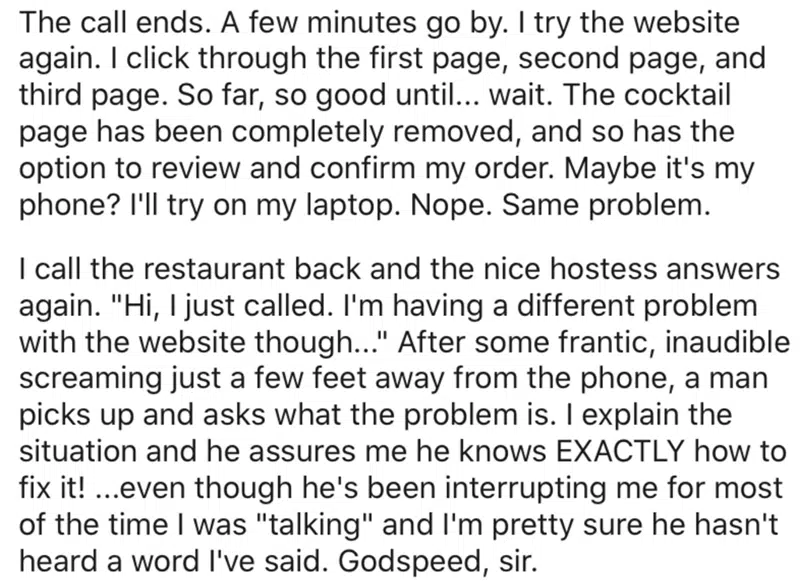 The call ends. A few minutes go by. I try the website
again. I click through the first page, second page, and
third page. So far, so good until... wait. The cocktail
page has been completely removed, and so has the
option to review and confirm my order. Maybe it's my
phone? I'll try on my laptop. Nope. Same problem.
I call the restaurant back and the nice hostess answers
again. "Hi, I just called. I'm having a different problem
with the website though..." After some frantic, inaudible
screaming just a few feet away from the phone, a man
picks up and asks what the problem is. I explain the
situation and he assures me he knows EXACTLY how to
fix it! ...even though he's been interrupting me for most
of the time I was "talking" and I'm pretty sure he hasn't
heard a word I've said. Godspeed, sir.